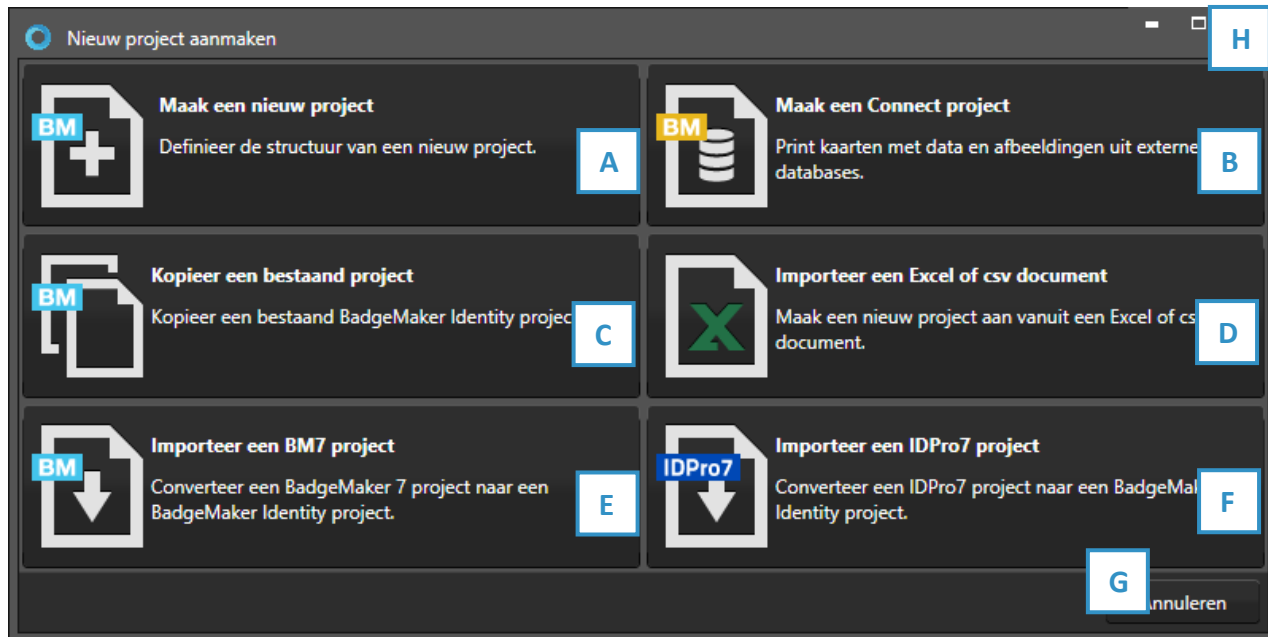 Nieuw project aanmaken
H
Maak een nieuw project
BM
Definieer de structuur van een nieuw project.
A
Maak een Connect project
BM
Print kaarten met data en afbeeldingen uit externe
databases.
B
Kopieer een bestaand project
BM
Kopieer een bestaand BadgeMaker Identity projec
C
Importeer een Excel of csv document
X
Maak een nieuw project aan vanuit een Excel of cs
document.
D
Importeer een BM7 project
BM
Converteer een BadgeMaker 7 project naar een
BadgeMaker Identity project.
E
Importeer een IDPro7 project
IDPro7
Converteer een IDPro7 project naar een BadgeMa
Identity project.
F
G
nnuleren